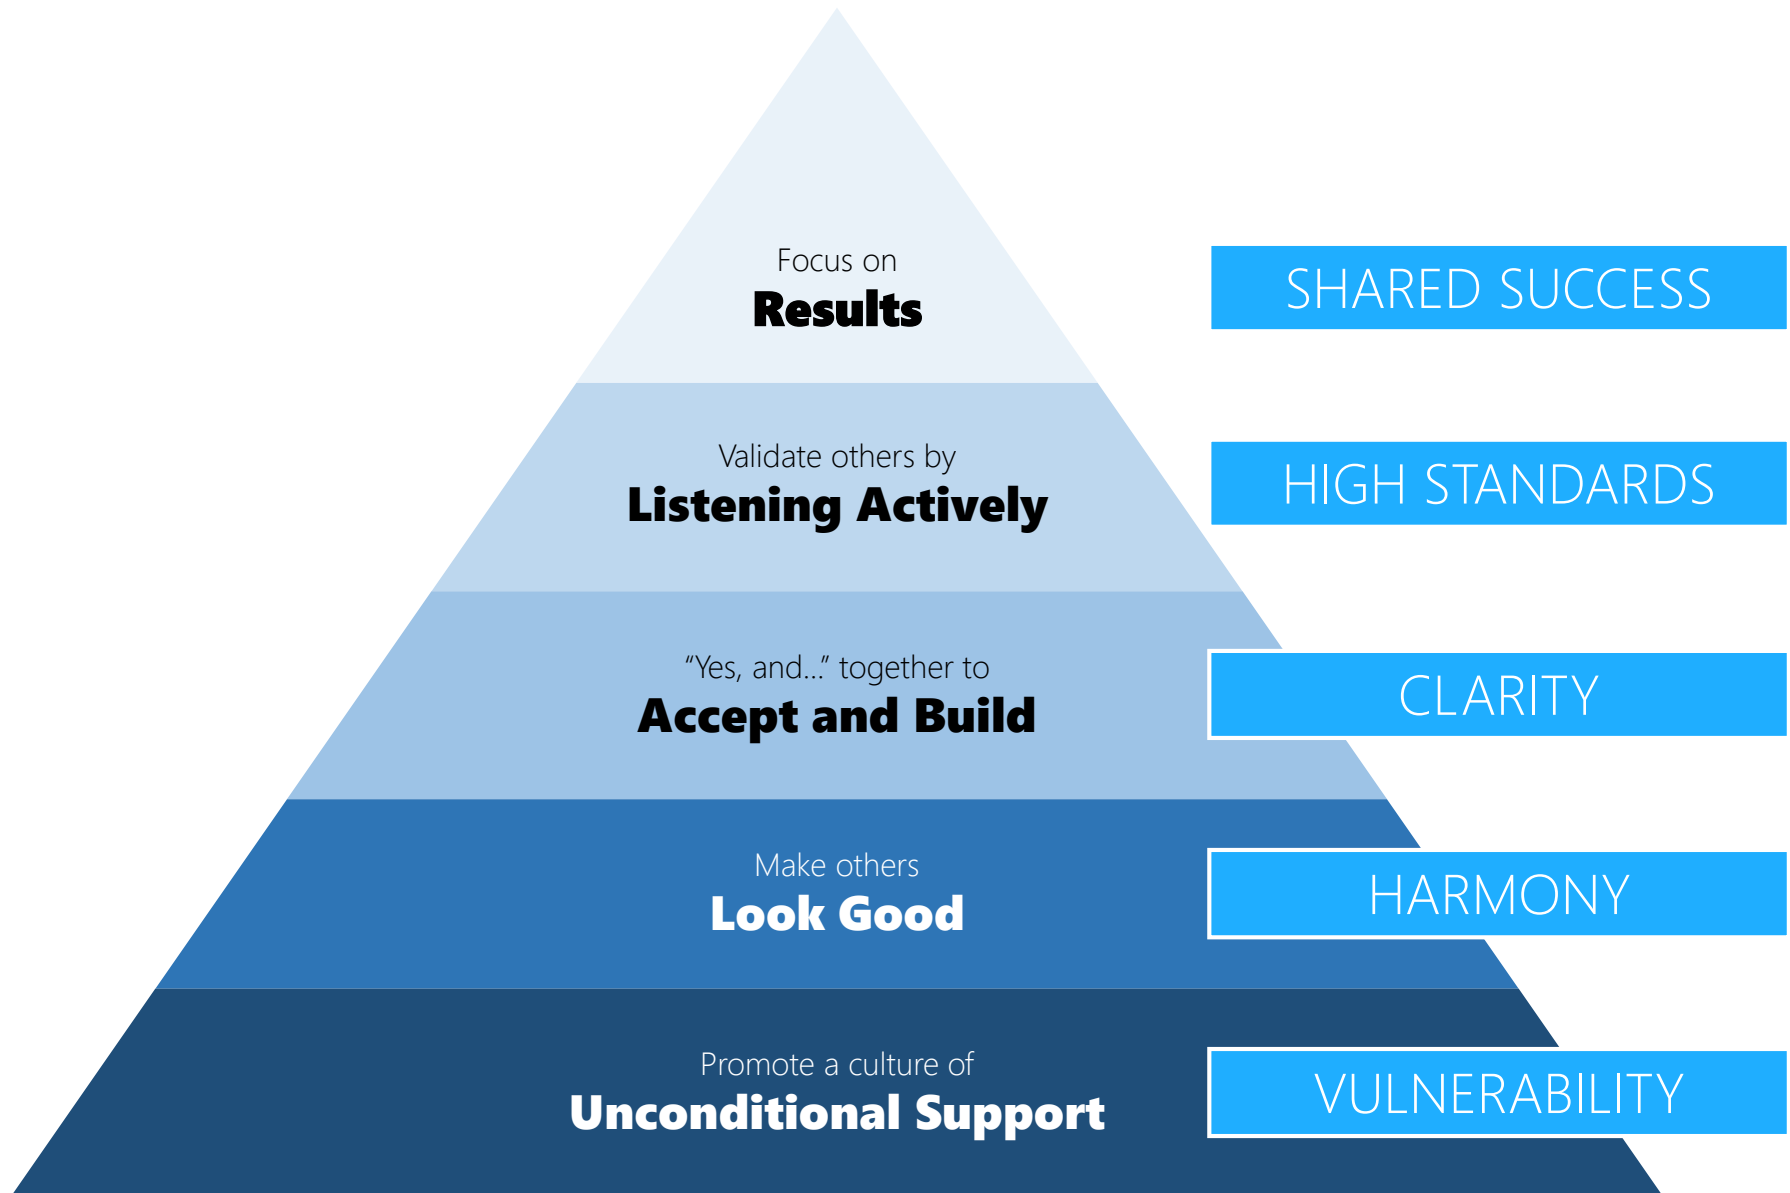 Focus on
Results
SHARED SUCCESS
Validate others by
Listening Actively
HIGH STANDARDS
“Yes, and...” together to
Accept and Build
CLARITY
Make others
Look Good
HARMONY
Promote a culture of
Unconditional Support
VULNERABILITY